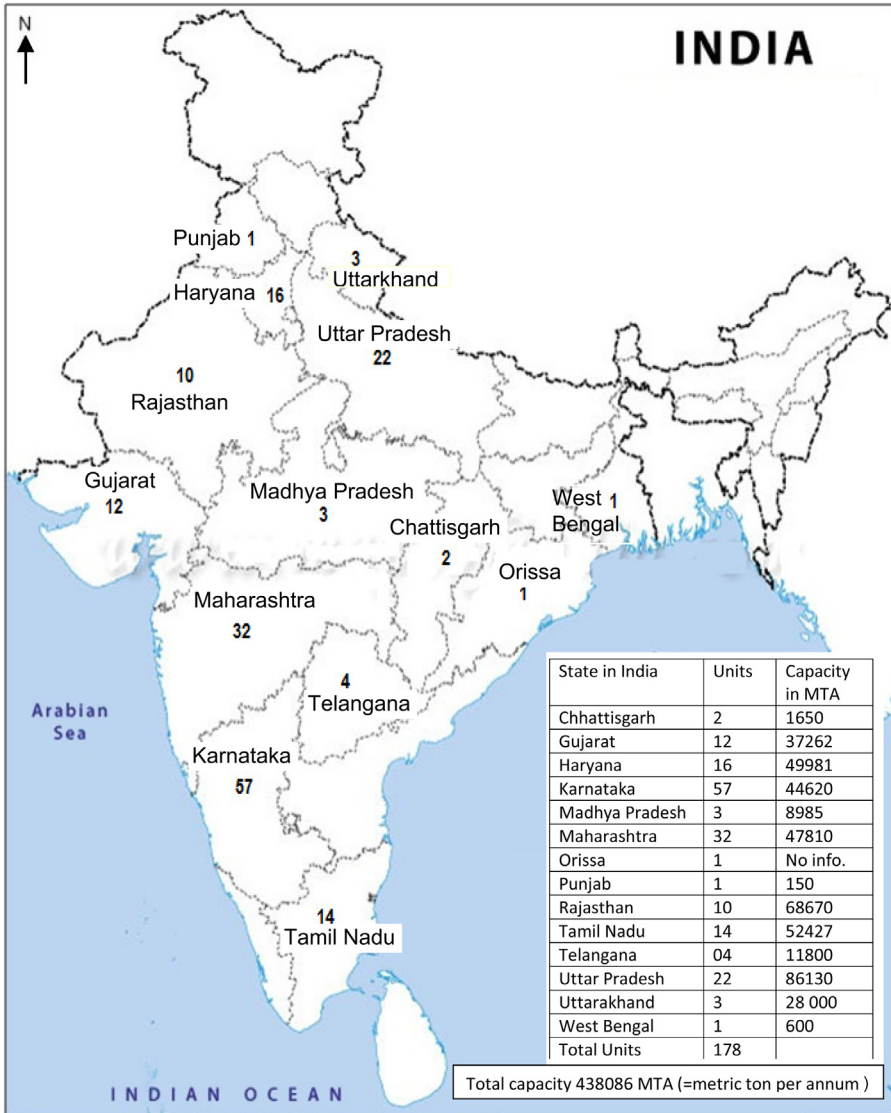 N
INDIA
Punjab 1
3
Uttarkhand
Haryana 16
Uttar Pradesh
22
10
Rajasthan
Gujarat
12
Madhya Pradesh
3
West 1
Bengal
Chattisgarh
2
Orissa
1
Maharashtra
32
4
Telangana
Arabian
Sea
Karnataka
57
14
Tamil Nadu
INDIAN OCEAN
State in India Units Capacity in MTA
Chhattisgarh 2 1650
Gujarat 12 37262
Haryana 16 49981
Karnataka 57 44620
Madhya Pradesh 3 8985
Maharashtra 32 47810
Orissa 1 No info.
Punjab 1 150
Rajasthan 10 68670
Tamil Nadu 14 52427
Telangana 04 11800
Uttar Pradesh 22 86130
Uttarakhand 3 28 000
West Bengal 1 600
Total Units 178
Total capacity 438086 MTA (=metric ton per annum )